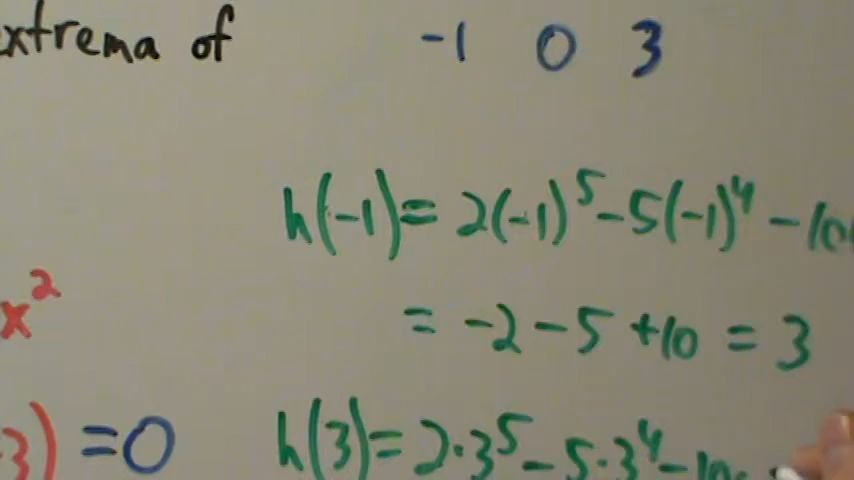 extrema of -1 0 3
h(-1) = 2(-1)^5 - 5(-1)^4 - 10
x^2
= -2 - 5 + 10 = 3
3) = 0
h(3) = 2·3^5 - 5·3^4 - 10